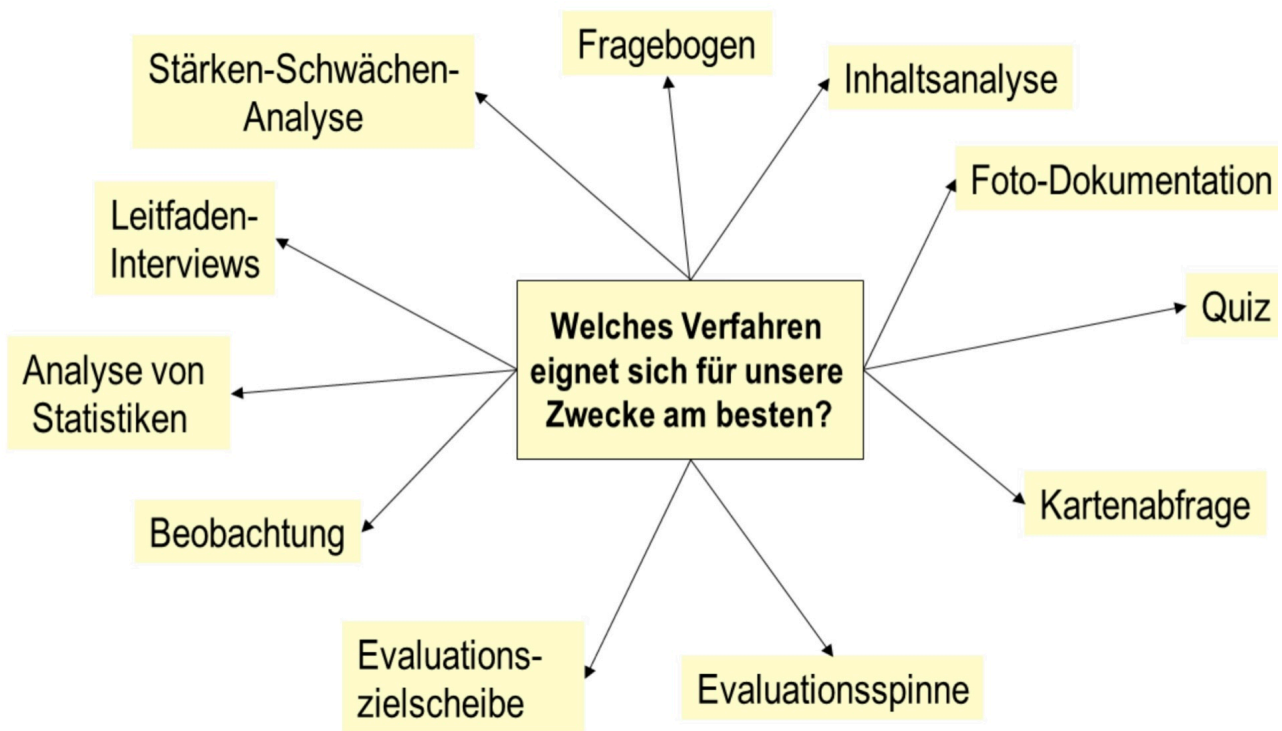 Fragebogen
Stärken-Schwächen-
Analyse
Inhaltsanalyse
Foto-Dokumentation
Leitfaden-
Interviews
Quiz
Welches Verfahren
eignet sich für unsere
Zwecke am besten?
Analyse von
Statistiken
Kartenabfrage
Beobachtung
Evaluations-
zielscheibe
Evaluationsspinne